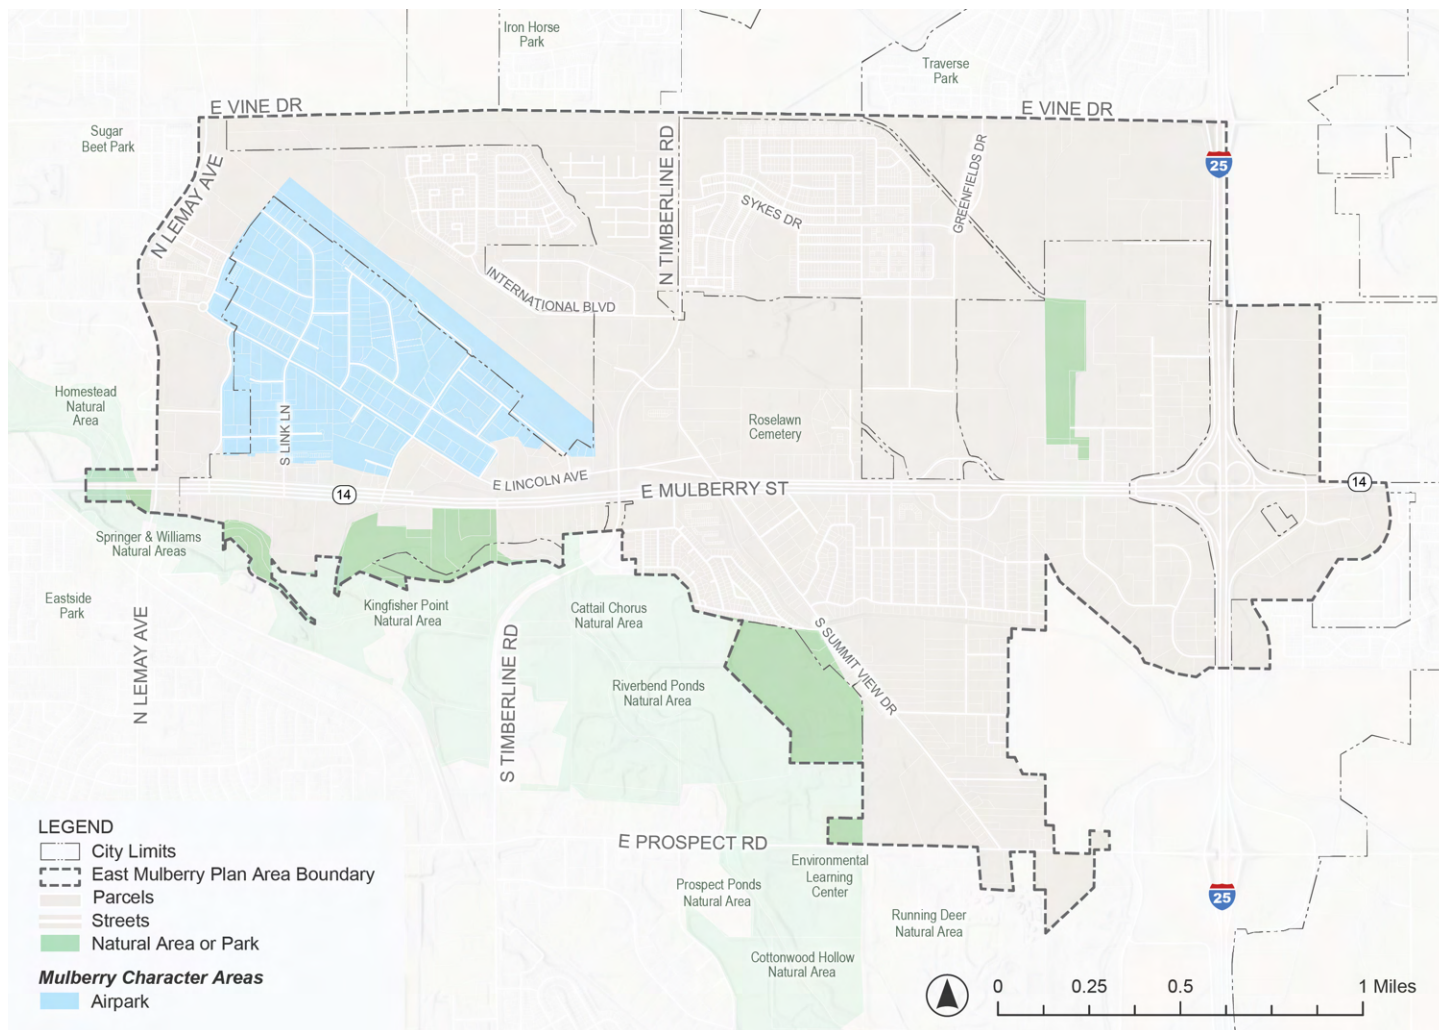 Iron Horse
Park
Traverse
Park
E VINE DR
E VINE DR
Sugar
Beet Park
N LEMAY AVE
N TIMBERLINE RD
GREENFIELDS DR
25
SYKES DR
INTERNATIONAL BLVD
Homestead
Natural
Area
S LINK LN
Roselawn
Cemetery
E LINCOLN AVE
14
E MULBERRY ST
14
Springer & Williams
Natural Areas
Eastside
Park
N LEMAY AVE
Kingfisher Point
Natural Area
Cattail Chorus
Natural Area
S TIMBERLINE RD
S SUMMIT VIEW DR
Riverbend Ponds
Natural Area
E PROSPECT RD
Environmental
Learning
Center
Prospect Ponds
Natural Area
25
Running Deer
Natural Area
Cottonwood Hollow
Natural Area
LEGEND
City Limits
East Mulberry Plan Area Boundary
Parcels
Streets
Natural Area or Park
Mulberry Character Areas
Airpark
0 0.25 0.5 1 Miles